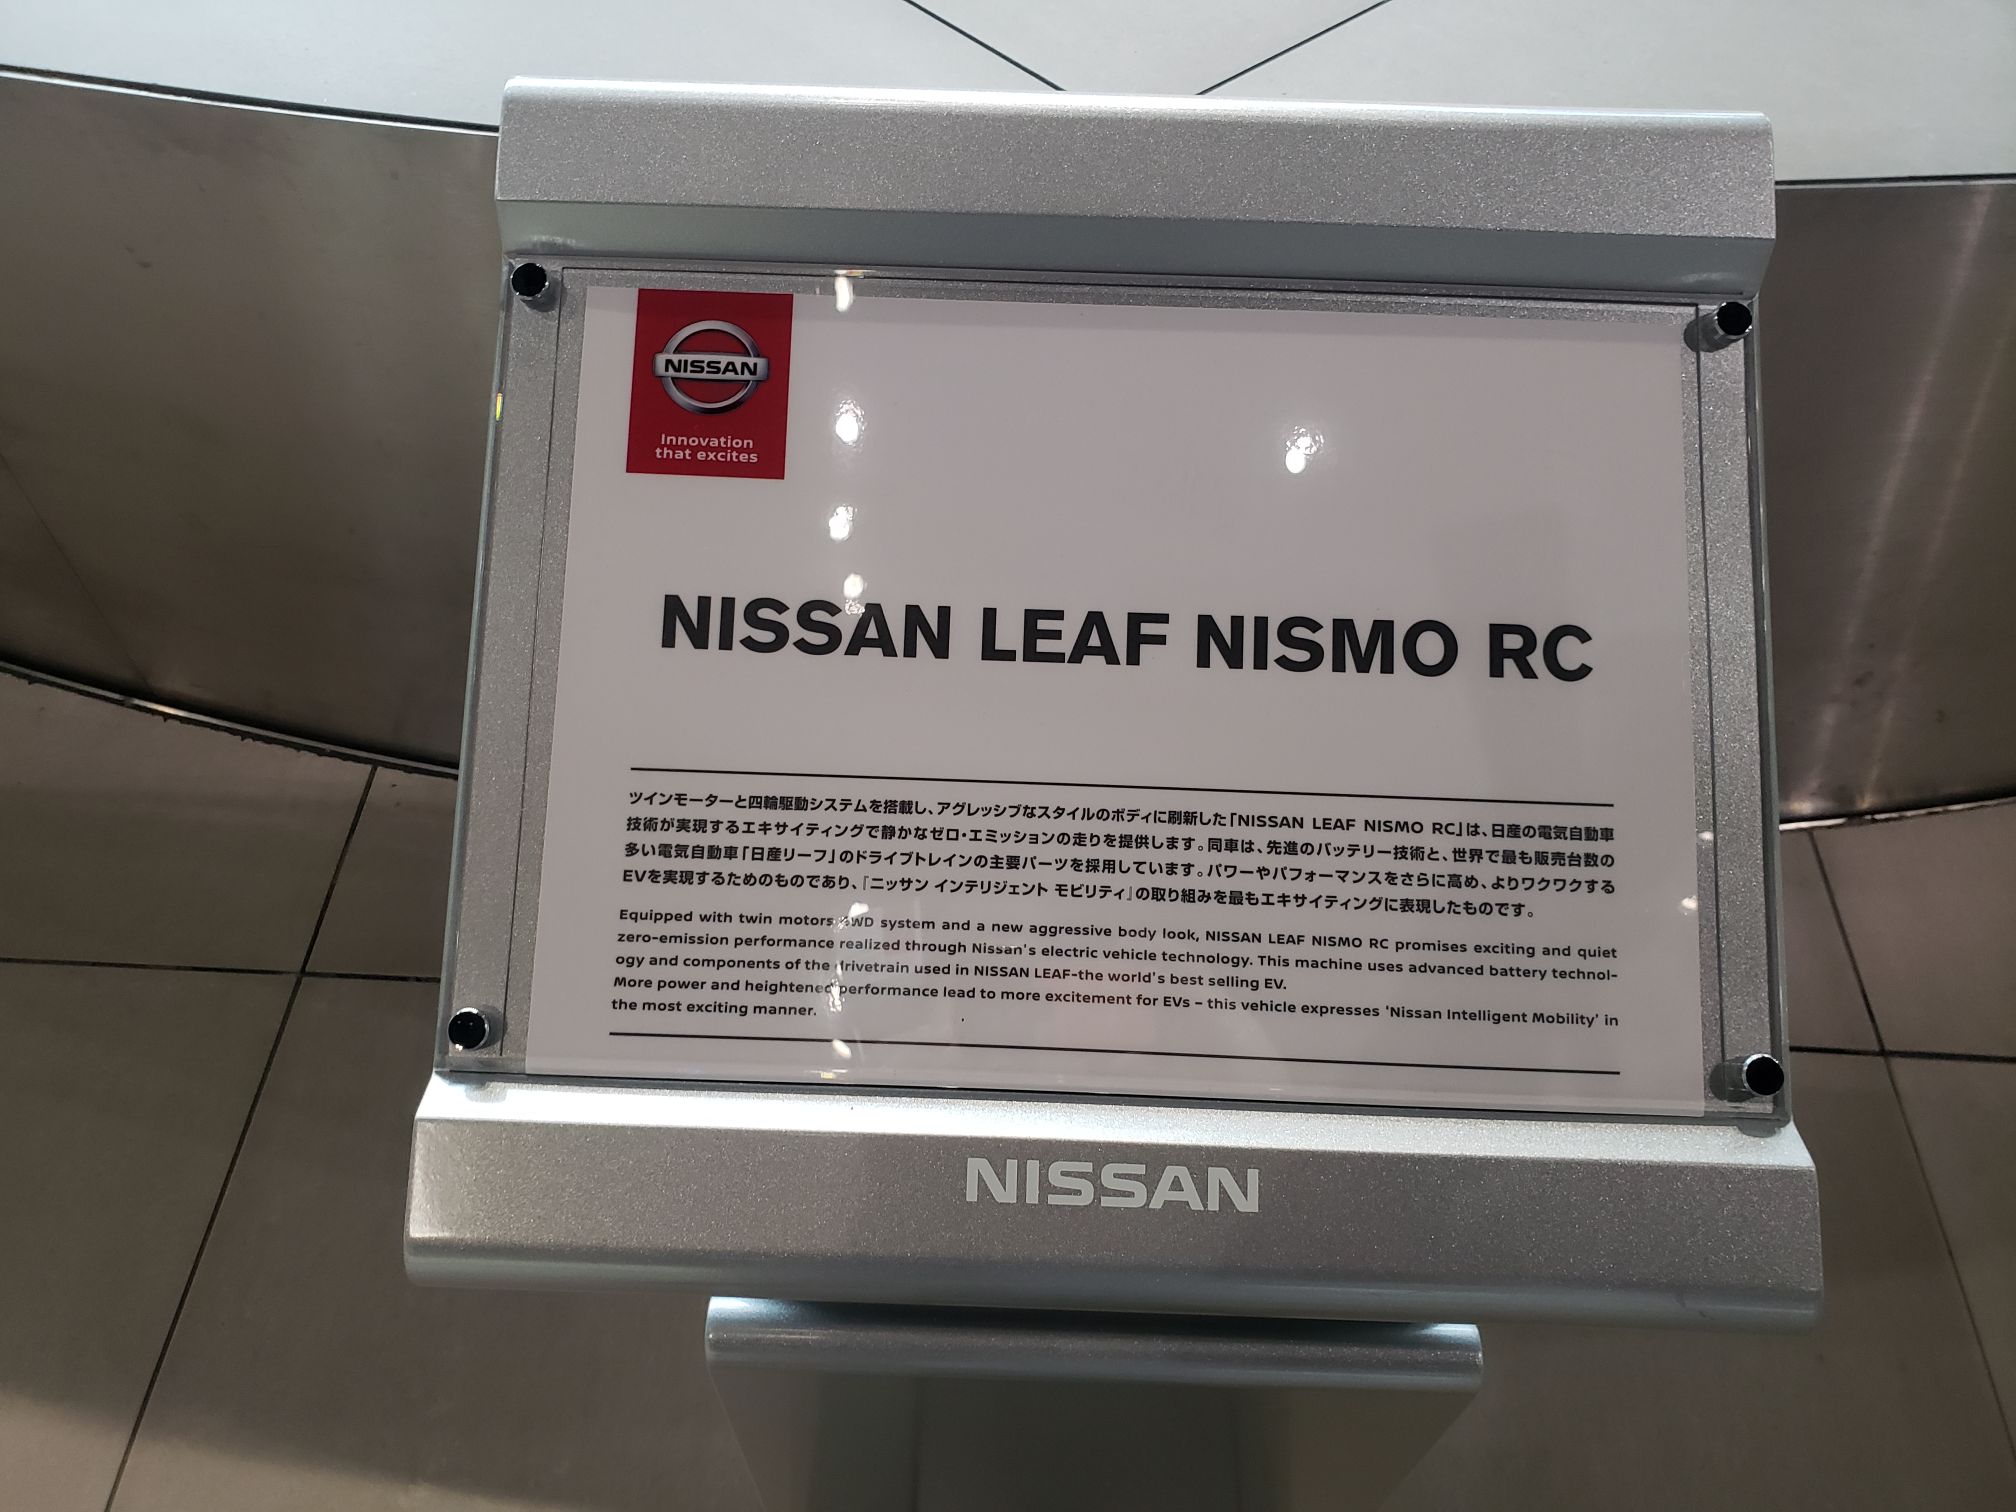 NISSAN
Innovation
that excites
NISSAN LEAF NISMO RC
ツインモーターと四輪駆動システムを搭載し、アグレッシブなスタイルのボディに刷新した「NISSAN LEAF NISMO RC」は、日産の電気自動車
技術が実現するエキサイティングで静かなゼロ・エミッションの走りを提供します。同車は、先進のバッテリー技術と、世界で最も販売台数の
多い電気自動車「日産リーフ」のドライブトレインの主要パーツを採用しています。パワーやパフォーマンスをさらに高め、よりワクワクする
EVを実現するためのものであり、『ニッサン インテリジェント モビリティ』の取り組みを最もエキサイティングに表現したものです。
Equipped with twin motors system and a new aggressive body look, NISSAN LEAF NISMO RC promises exciting and quiet
zero-emission performance realized through Nissan's electric vehicle technology. This machine uses advanced battery technol-
ogy and components of the drivetrain used in NISSAN LEAF-the world's best selling EV.
More power and heightened performance lead to more excitement for EVs – this vehicle expresses 'Nissan Intelligent Mobility' in
the most exciting manner.
NISSAN